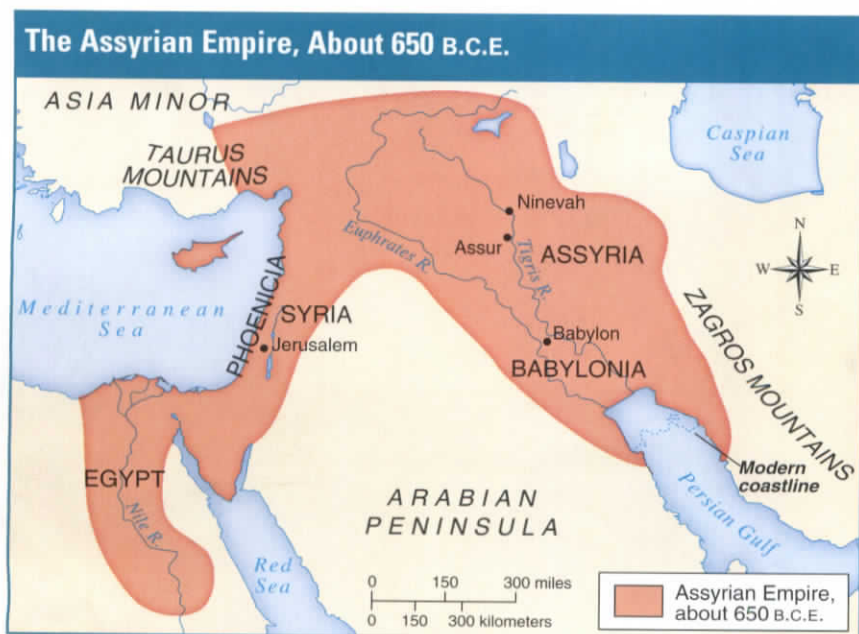 The Assyrian Empire, About 650 B.C.E.
ASIA MINOR
TAURUS
MOUNTAINS
Caspian
Sea
Ninevah
Assur
ASSYRIA
Euphrates R.
Tigris R.
N
W
E
S
Mediterranean
Sea
PHOENICIA
SYRIA
Jerusalem
Babylon
BABYLONIA
ZAGROS MOUNTAINS
Modern
coastline
EGYPT
Nile R.
ARABIAN
PENINSULA
Persian Gulf
Red
Sea
0 150 300 miles
0 150 300 kilometers
Assyrian Empire,
about 650 B.C.E.